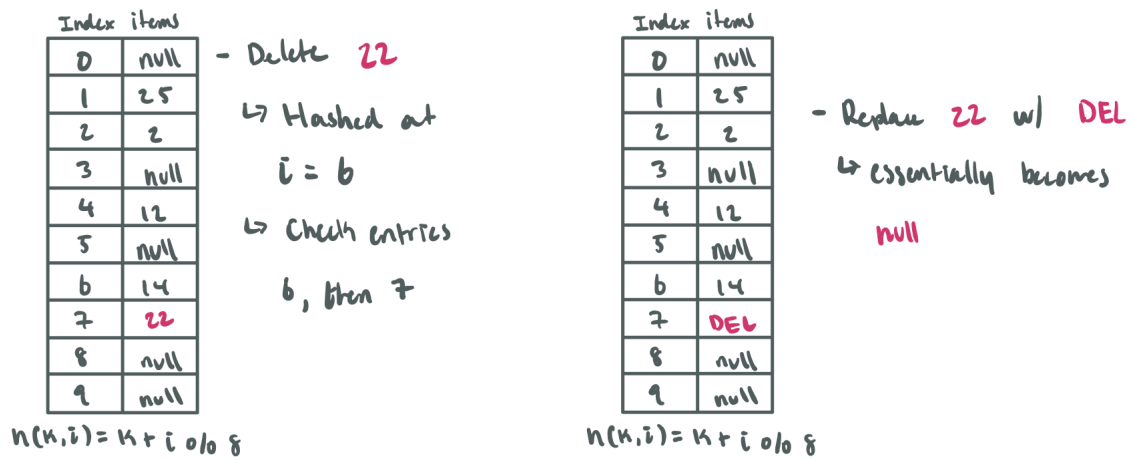 Index items
0 null
1 25
2 2
3 null
4 12
5 null
6 14
7 22
8 null
9 null
h(k,i) = k + i % 8
- Delete 22
↳ Hashed at
i = 6
↳ Check entries
6, then 7
Index items
0 null
1 25
2 2
3 null
4 12
5 null
6 14
7 DEL
8 null
9 null
h(k,i) = k + i % 8
- Replace 22 w/ DEL
↳ essentially becomes
null